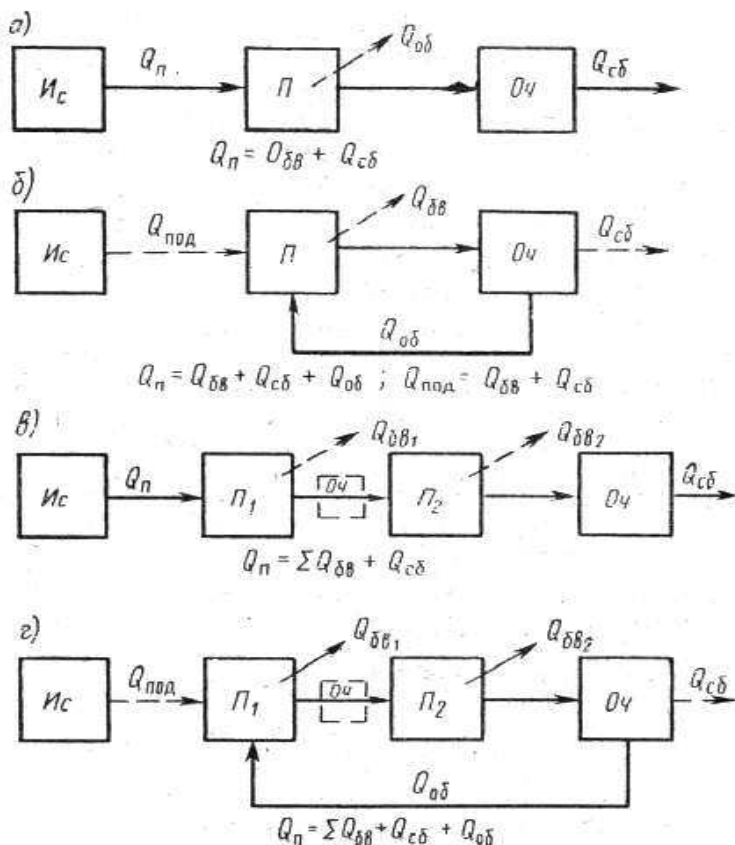 а)
Ис Qп П Qоб Оч Qсб
Qп = Oбв + Qсб
б)
Ис Qпод П Qбв Оч Qсб
Qоб
Qп = Qбв + Qсб + Qоб ; Qпод = Qбв + Qсб
в)
Ис Qп П1 Qбв1 Оч П2 Qбв2 Оч Qсб
Qп = ΣQбв + Qсб
г)
Ис Qпод П1 Qбв1 Оч П2 Qбв2 Оч Qсб
Qоб
Qп = ΣQбв + Qсб + Qоб